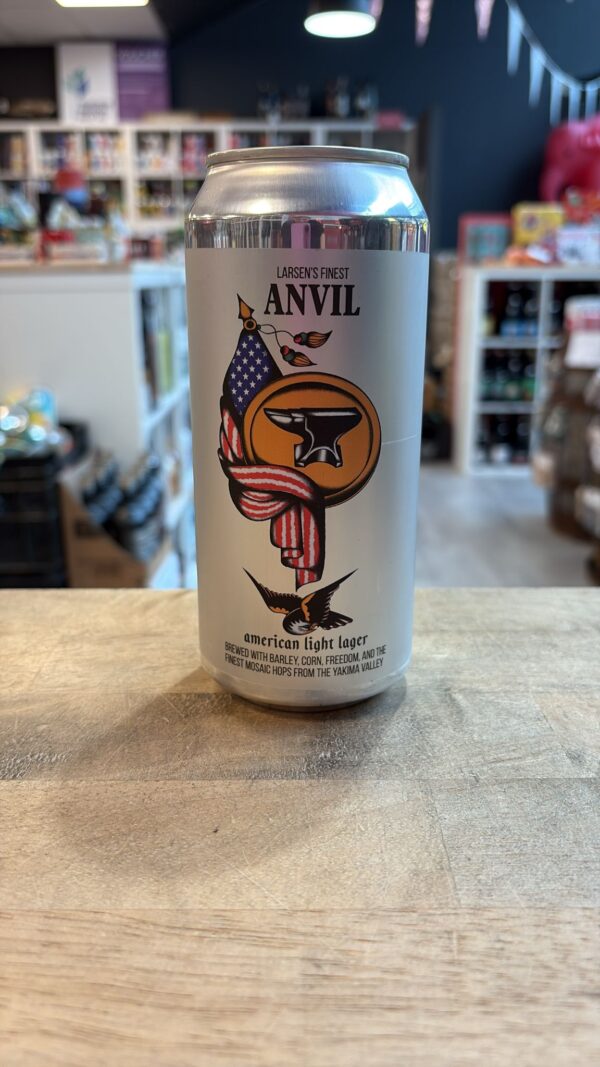 LARSEN'S FINEST
ANVIL
american light lager
BREWED WITH BARLEY, CORN, FREEDOM, AND THE
FINEST MOSAIC HOPS FROM THE YAKIMA VALLEY